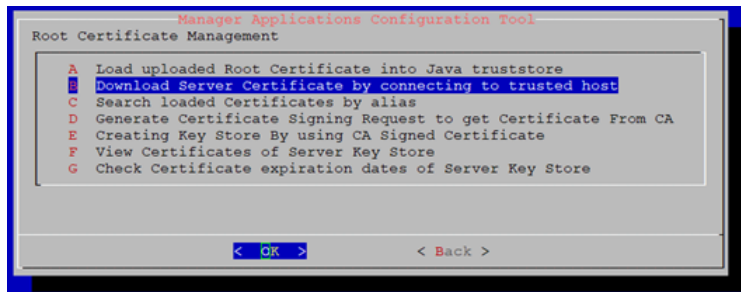 Manager Applications Configuration Tool
Root Certificate Management
A Load uploaded Root Certificate into Java truststore
B Download Server Certificate by connecting to trusted host
C Search loaded Certificates by alias
D Generate Certificate Signing Request to get Certificate From CA
E Creating Key Store By using CA Signed Certificate
F View Certificates of Server Key Store
G Check Certificate expiration dates of Server Key Store
< OK > < Back >